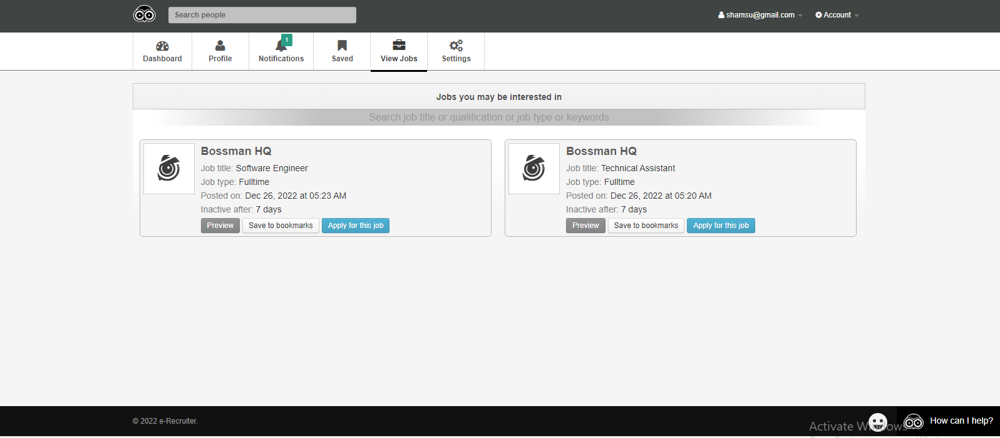 Search people
shamsu@gmail.com
Account
1
Dashboard
Profile
Notifications
Saved
View Jobs
Settings
Jobs you may be interested in
Search job title or qualification or job type or keywords
Bossman HQ
Job title: Software Engineer
Job type: Fulltime
Posted on: Dec 26, 2022 at 05:23 AM
Inactive after: 7 days
Preview
Save to bookmarks
Apply for this job
Bossman HQ
Job title: Technical Assistant
Job type: Fulltime
Posted on: Dec 26, 2022 at 05:20 AM
Inactive after: 7 days
Preview
Save to bookmarks
Apply for this job
© 2022 e-Recruiter.
Activate Windows
How can I help?